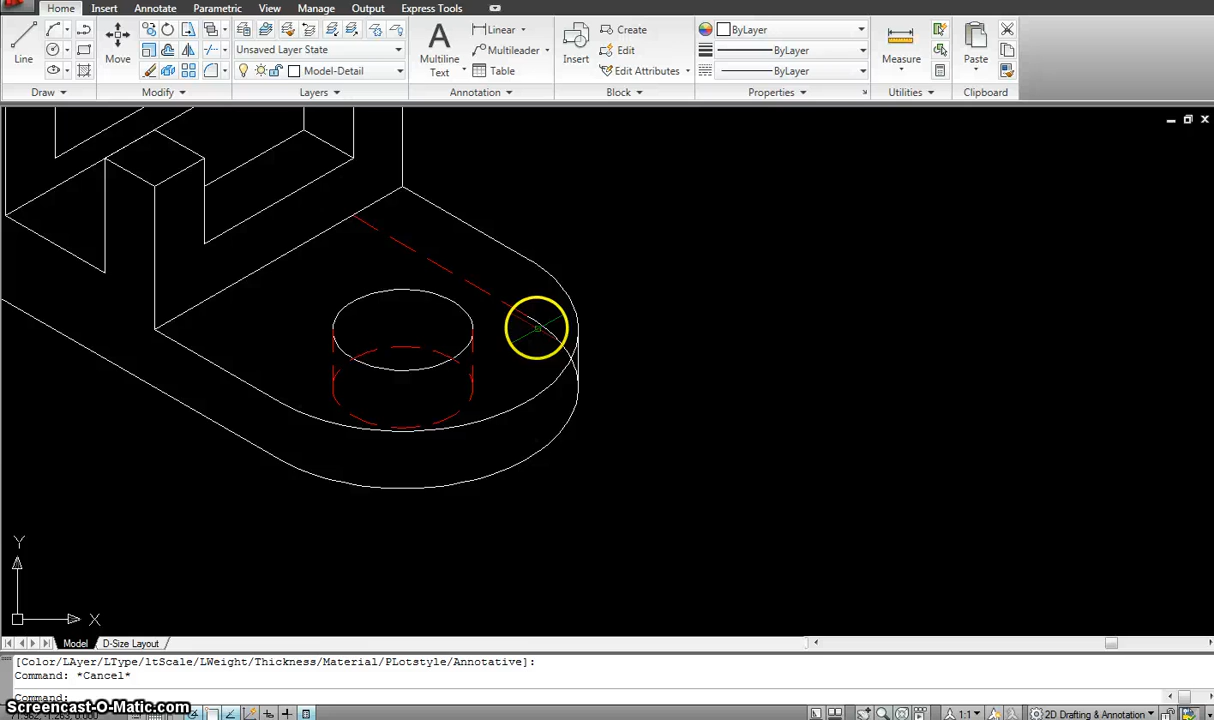 Home Insert Annotate Parametric View Manage Output Express Tools
Line
Move
Unsaved Layer State
Model-Detail
Multiline
Text
Linear
Multileader
Table
Insert
Create
Edit
Edit Attributes
ByLayer
ByLayer
ByLayer
Measure
Paste
Draw Modify Layers Annotation Block Properties Utilities Clipboard
Y
X
Model D-Size Layout
[Color/LAyer/LType/ltScale/LWeight/Thickness/Material/PLotstyle/Annotative]:
Command: *Cancel*
Command:
Screencast-O-Matic.com
1:1
2D Drafting & Annotation